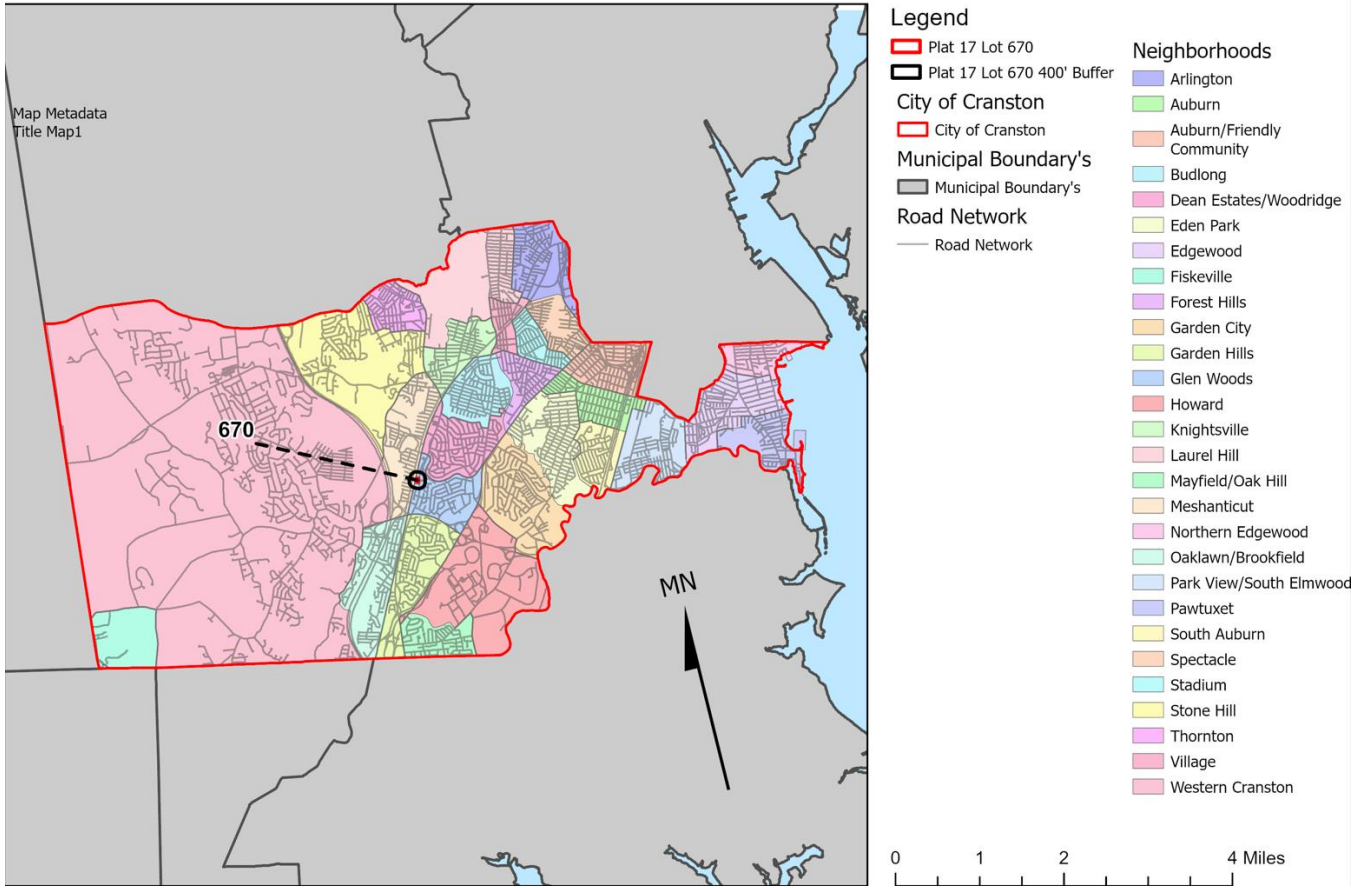 Map Metadata
Title Map1
670
MN
Legend
Plat 17 Lot 670
Plat 17 Lot 670 400' Buffer
City of Cranston
City of Cranston
Municipal Boundary's
Municipal Boundary's
Road Network
Road Network
Neighborhoods
Arlington
Auburn
Auburn/Friendly
Community
Budlong
Dean Estates/Woodridge
Eden Park
Edgewood
Fiskeville
Forest Hills
Garden City
Garden Hills
Glen Woods
Howard
Knightsville
Laurel Hill
Mayfield/Oak Hill
Meshanticut
Northern Edgewood
Oaklawn/Brookfield
Park View/South Elmwood
Pawtuxet
South Auburn
Spectacle
Stadium
Stone Hill
Thornton
Village
Western Cranston
0 1 2 4 Miles